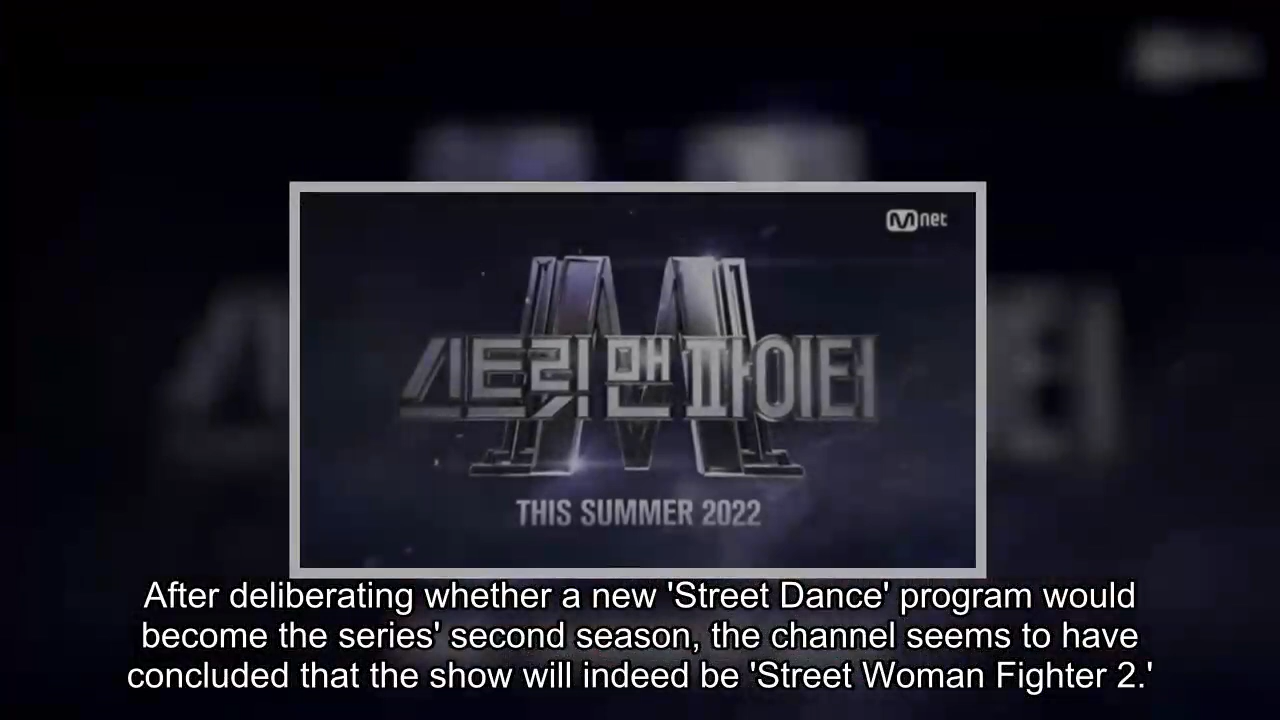 Mnet
M
스트릿 맨 파이터
THIS SUMMER 2022
After deliberating whether a new 'Street Dance' program would
become the series' second season, the channel seems to have
concluded that the show will indeed be 'Street Woman Fighter 2.'